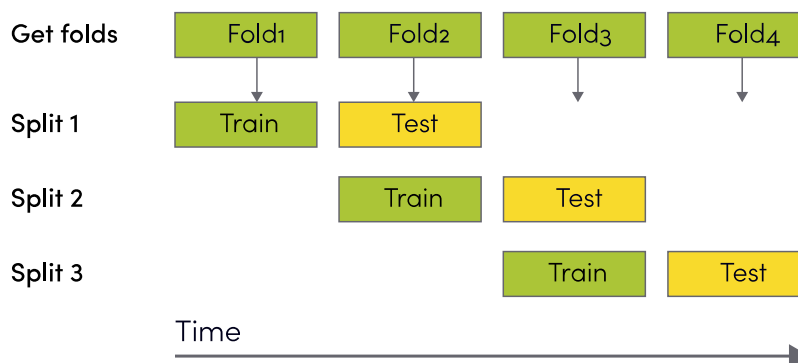 Get folds Fold1 Fold2 Fold3 Fold4
Split 1 Train Test
Split 2 Train Test
Split 3 Train Test
Time